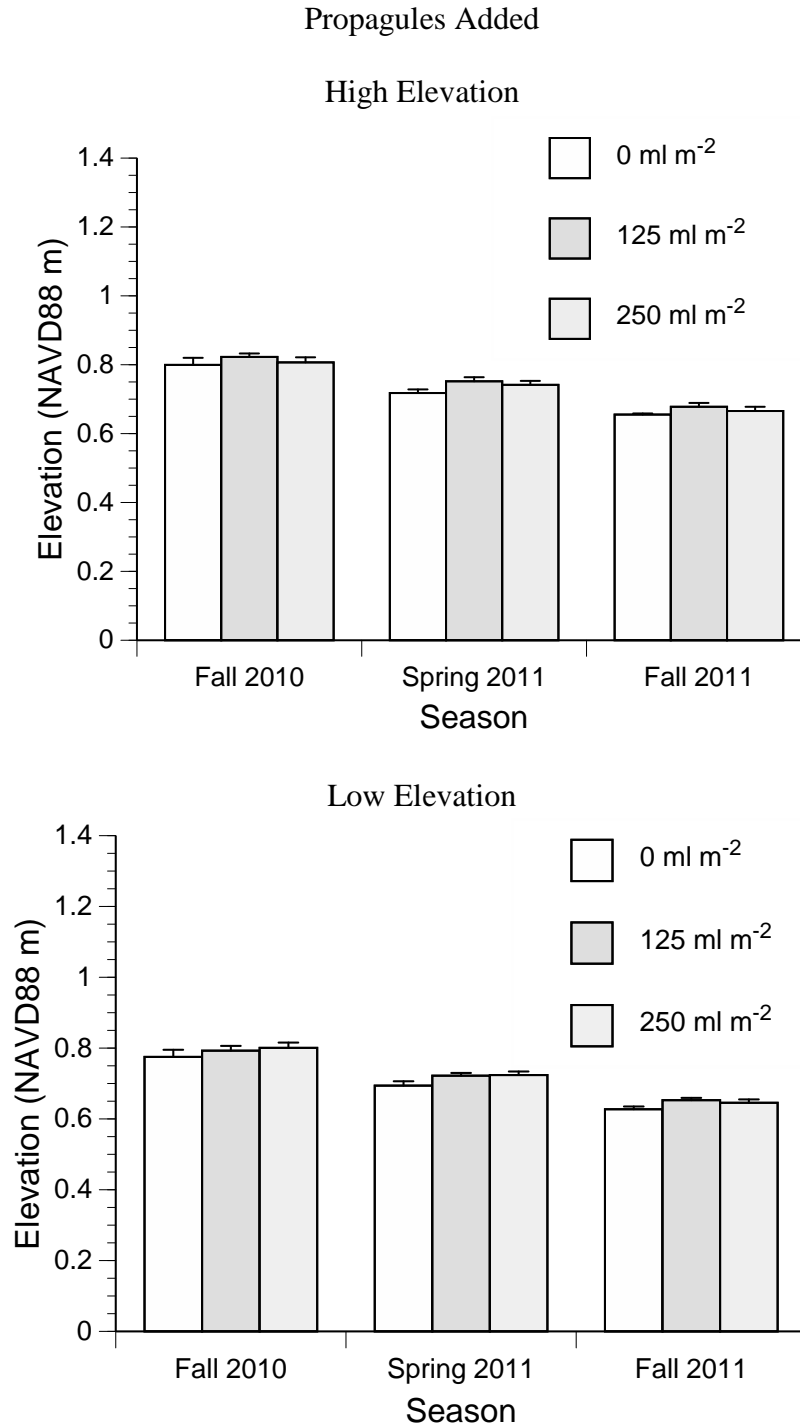 Propagules Added
High Elevation
0 ml m-2
125 ml m-2
250 ml m-2
1.4
1.2
1
0.8
0.6
0.4
0.2
0
Elevation (NAVD88 m)
Fall 2010 Spring 2011 Fall 2011
Season
Low Elevation
0 ml m-2
125 ml m-2
250 ml m-2
1.4
1.2
1
0.8
0.6
0.4
0.2
0
Elevation (NAVD88 m)
Fall 2010 Spring 2011 Fall 2011
Season